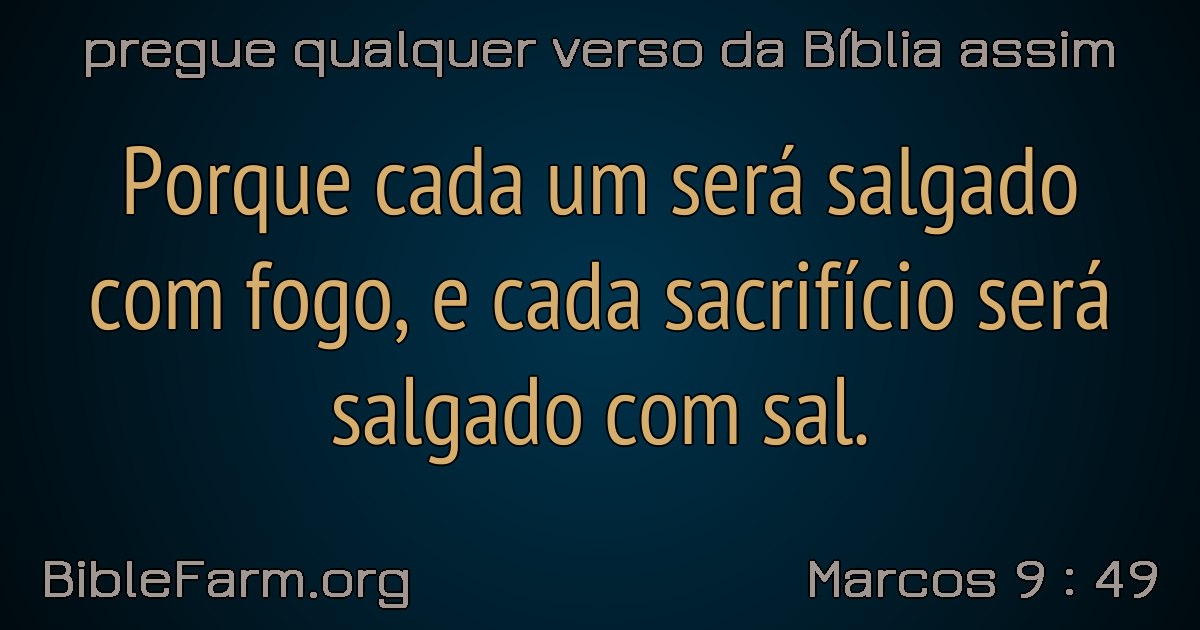 pregue qualquer verso da Bíblia assim
Porque cada um será salgado
com fogo, e cada sacrifício será
salgado com sal.
BibleFarm.org
Marcos 9 : 49